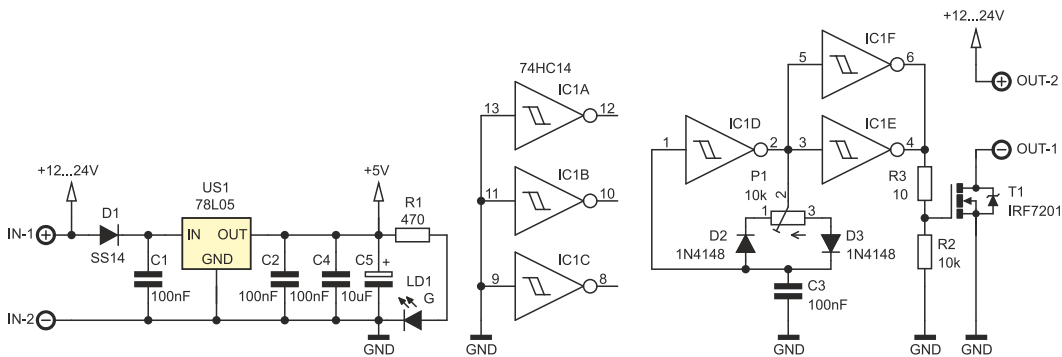 +12...24V
IN-1
D1
SS14
C1
100nF
US1
78L05
IN
OUT
GND
C2
100nF
C4
10uF
+5V
C5
+
R1
470
LD1
G
IN-2
GND
74HC14
13
IC1A
12
11
IC1B
10
9
IC1C
8
GND
1
IC1D
2
5
IC1F
6
3
IC1E
4
P1
10k
2
1
3
D2
1N4148
D3
1N4148
C3
100nF
GND
R3
10
R2
10k
GND
+12...24V
OUT-2
OUT-1
T1
IRF7201
GND